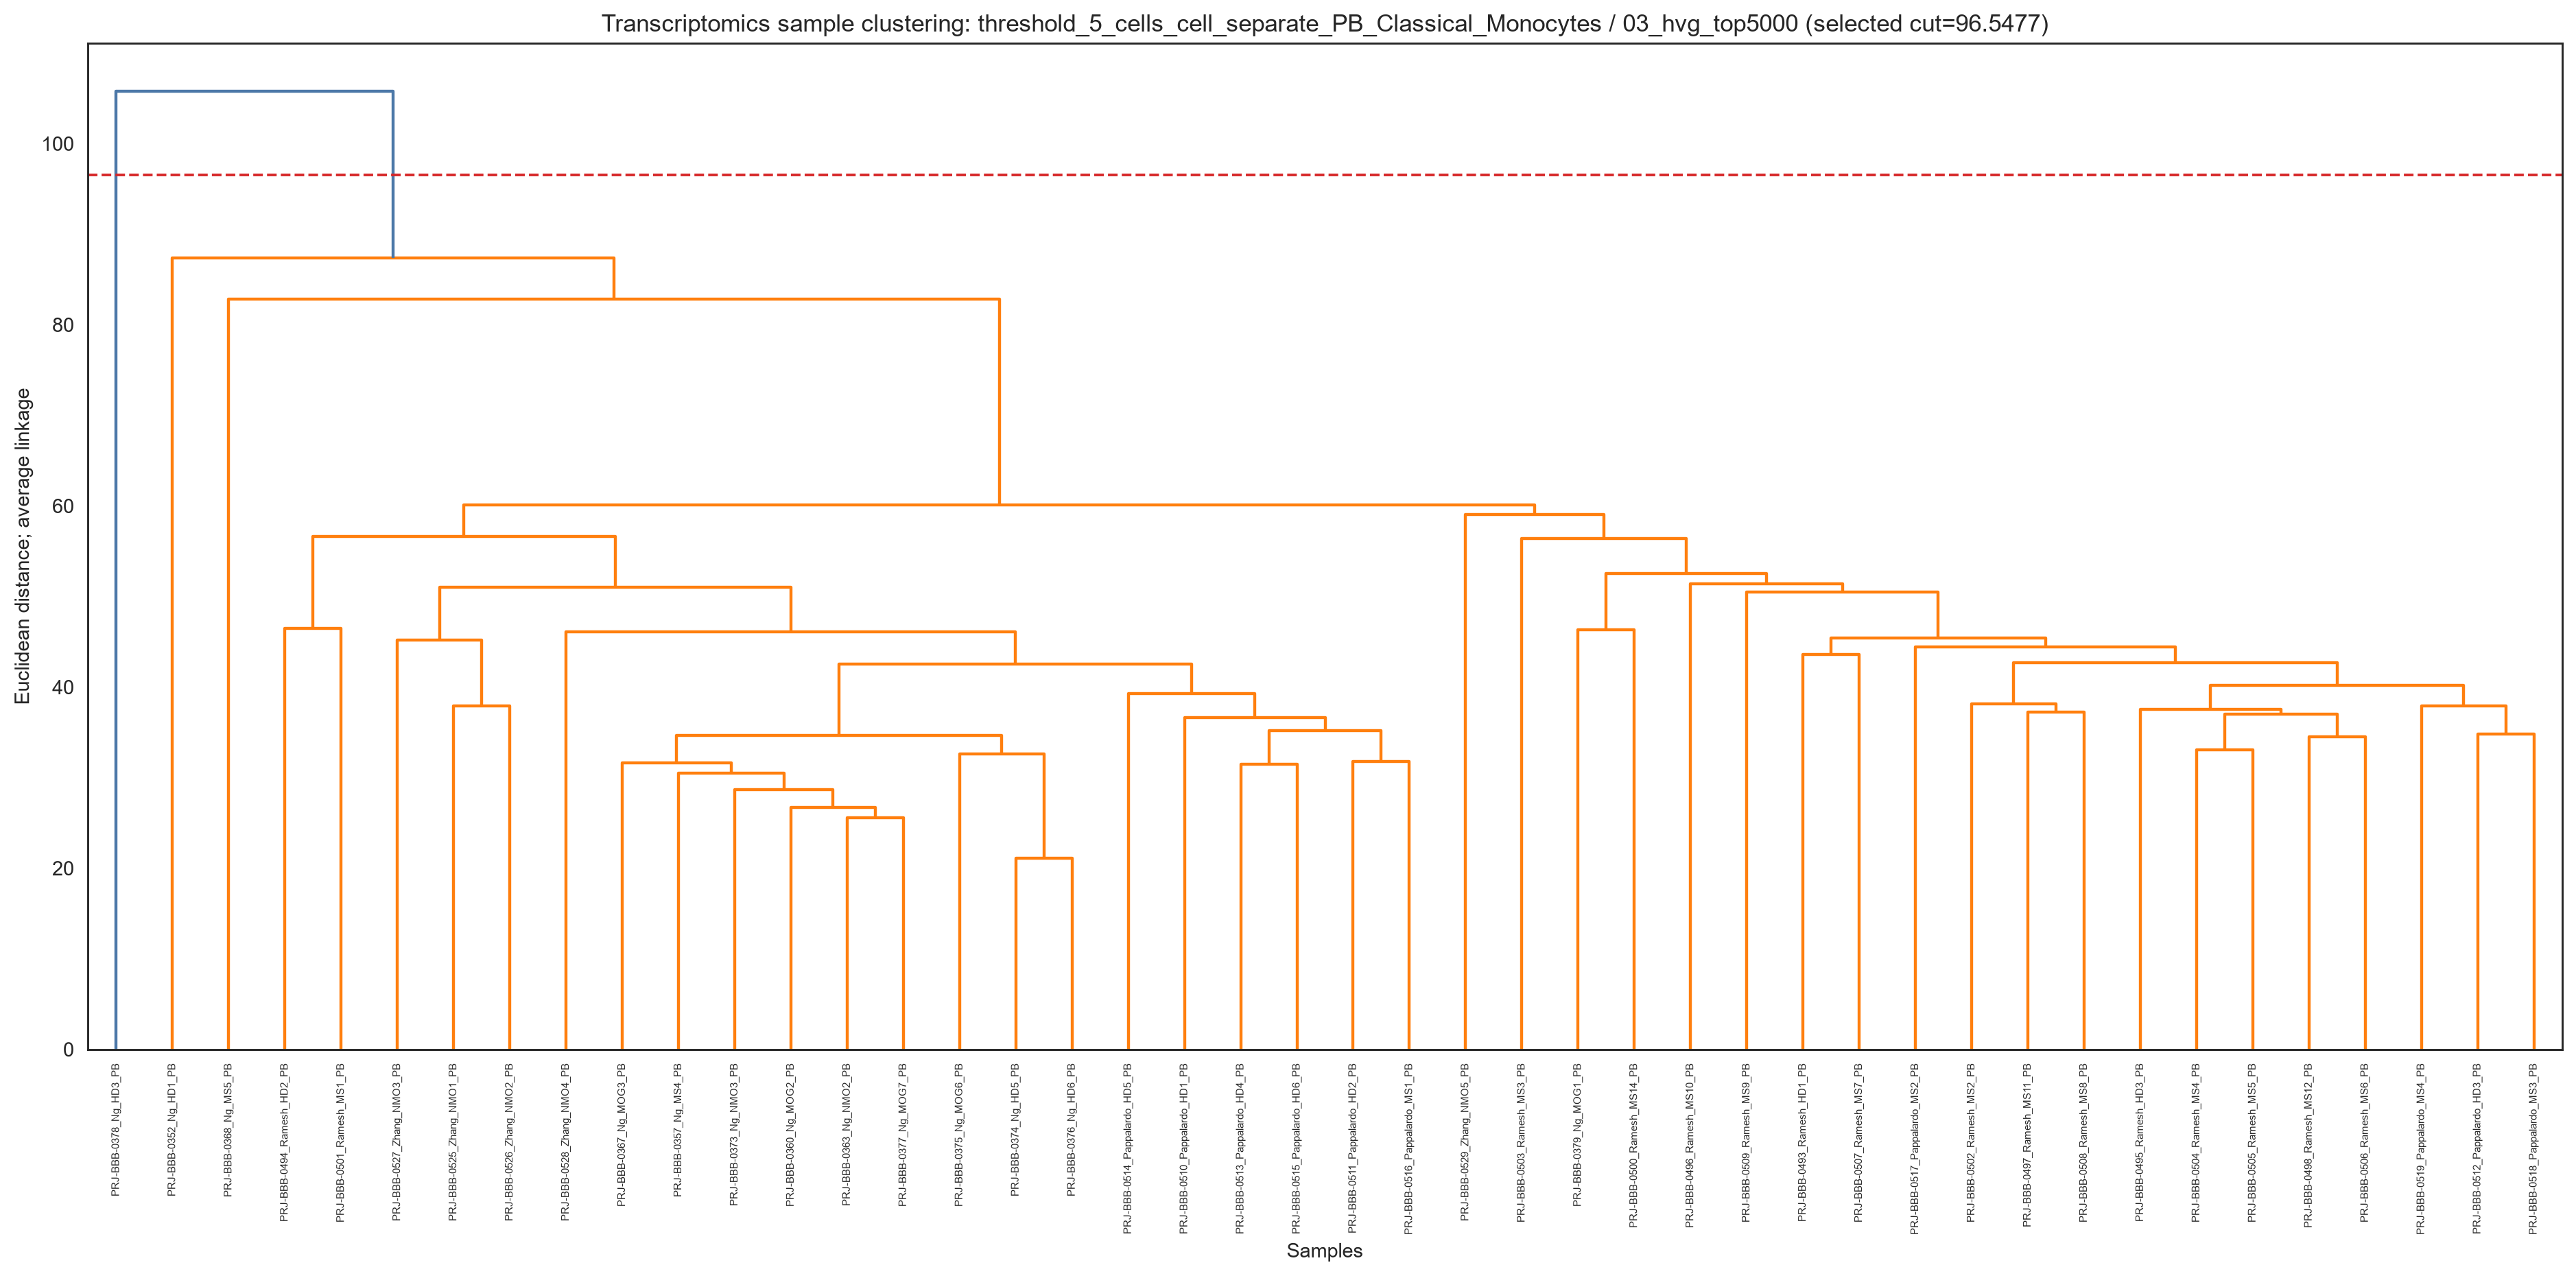 Transcriptomics sample clustering: threshold_5_cells_cell_separate_PB_Classical_Monocytes / 03_hvg_top5000 (selected cut=96.5477)
Euclidean distance; average linkage
100
80
60
40
20
0
PRJ-BBB-0378_Ng_HD3_PB
PRJ-BBB-0352_Ng_HD1_PB
PRJ-BBB-0368_Ng_MS5_PB
PRJ-BBB-0494_Ramesh_HD2_PB
PRJ-BBB-0501_Ramesh_MS1_PB
PRJ-BBB-0527_Zhang_NMO3_PB
PRJ-BBB-0525_Zhang_NMO1_PB
PRJ-BBB-0526_Zhang_NMO2_PB
PRJ-BBB-0528_Zhang_NMO4_PB
PRJ-BBB-0367_Ng_MOG3_PB
PRJ-BBB-0357_Ng_MS4_PB
PRJ-BBB-0373_Ng_NMO3_PB
PRJ-BBB-0360_Ng_MOG2_PB
PRJ-BBB-0363_Ng_NMO2_PB
PRJ-BBB-0377_Ng_MOG7_PB
PRJ-BBB-0375_Ng_MOG6_PB
PRJ-BBB-0374_Ng_HD5_PB
PRJ-BBB-0376_Ng_HD6_PB
PRJ-BBB-0514_Pappalardo_HD5_PB
PRJ-BBB-0510_Pappalardo_HD1_PB
PRJ-BBB-0513_Pappalardo_HD4_PB
PRJ-BBB-0515_Pappalardo_HD6_PB
PRJ-BBB-0511_Pappalardo_HD2_PB
PRJ-BBB-0516_Pappalardo_MS1_PB
PRJ-BBB-0529_Zhang_NMO5_PB
PRJ-BBB-0503_Ramesh_MS3_PB
PRJ-BBB-0379_Ng_MOG1_PB
PRJ-BBB-0500_Ramesh_MS14_PB
PRJ-BBB-0496_Ramesh_MS10_PB
PRJ-BBB-0509_Ramesh_MS9_PB
PRJ-BBB-0493_Ramesh_HD1_PB
PRJ-BBB-0507_Ramesh_MS7_PB
PRJ-BBB-0517_Pappalardo_MS2_PB
PRJ-BBB-0502_Ramesh_MS2_PB
PRJ-BBB-0497_Ramesh_MS11_PB
PRJ-BBB-0508_Ramesh_MS8_PB
PRJ-BBB-0495_Ramesh_HD3_PB
PRJ-BBB-0504_Ramesh_MS4_PB
PRJ-BBB-0505_Ramesh_MS5_PB
PRJ-BBB-0498_Ramesh_MS12_PB
PRJ-BBB-0506_Ramesh_MS6_PB
PRJ-BBB-0519_Pappalardo_MS4_PB
PRJ-BBB-0512_Pappalardo_HD3_PB
PRJ-BBB-0518_Pappalardo_MS3_PB
Samples